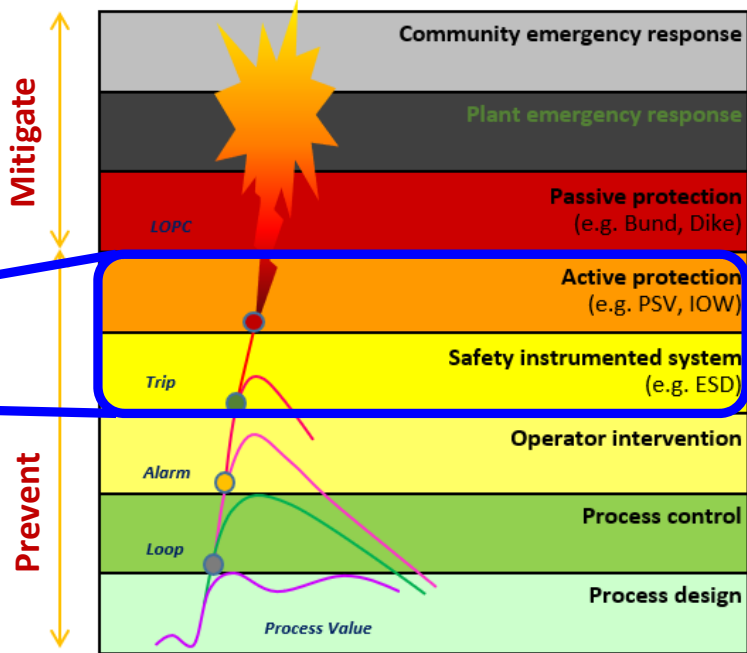 Mitigate
Prevent
Community emergency response
Plant emergency response
Passive protection
(e.g. Bund, Dike)
LOPC
Active protection
(e.g. PSV, IOW)
Safety instrumented system
(e.g. ESD)
Trip
Operator intervention
Alarm
Process control
Loop
Process design
Process Value